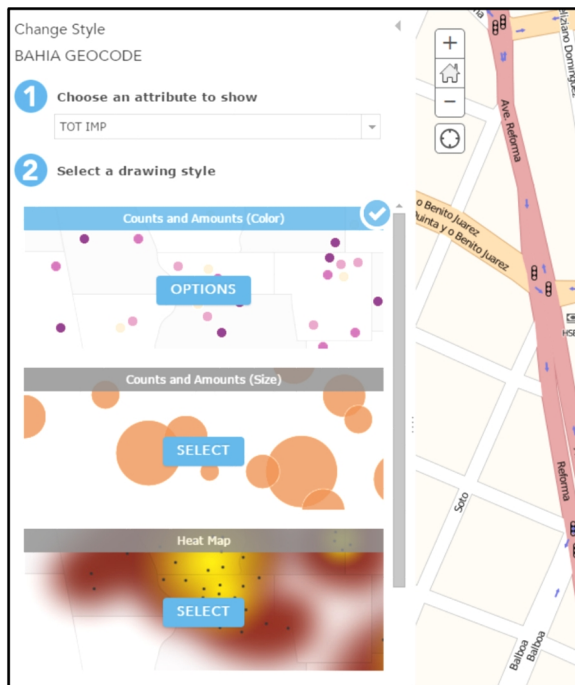 Change Style
BAHIA GEOCODE
1
Choose an attribute to show
TOT IMP
2
Select a drawing style
Counts and Amounts (Color)
OPTIONS
Counts and Amounts (Size)
SELECT
Heat Map
SELECT
+
−
Ave. Reforma
o Benito Juarez
uinta y o Benito Juarez
Soto
Reforma
Balboa
Balboa